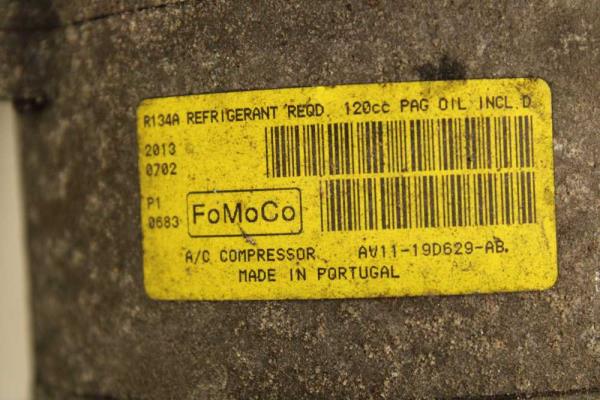 R134A REFRIGERANT REQD. 120cc PAG OIL INCL.D.
2013
0702
P1
0683
FoMoCo
A/C COMPRESSOR AV11-19D629-AB.
MADE IN PORTUGAL